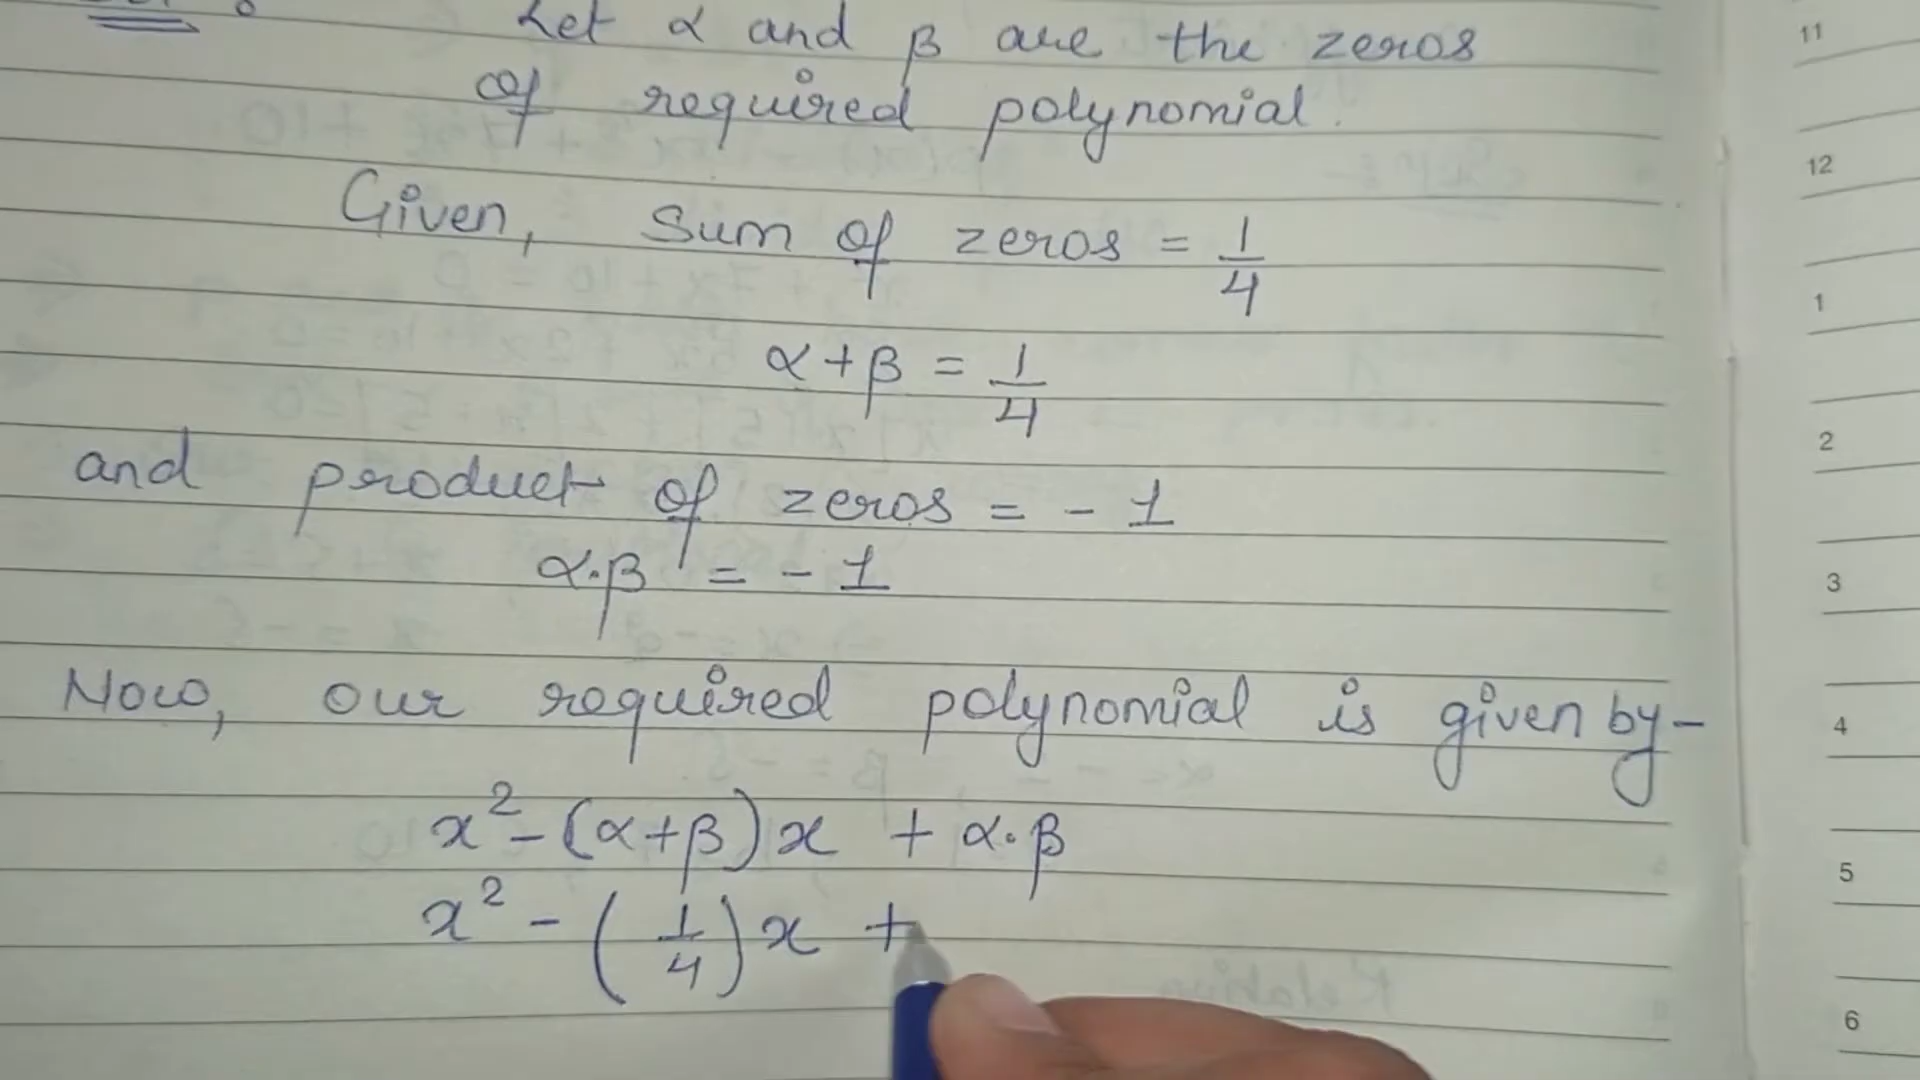 Let α and β are the zeros
of required polynomial.
Given, Sum of zeros = 1/4
α+β = 1/4
and product of zeros = - 1
α.β = - 1
Now, our required polynomial is given by-
x² - (α+β)x + α.β
x² - (1/4)x +
11
12
1
2
3
4
5
6